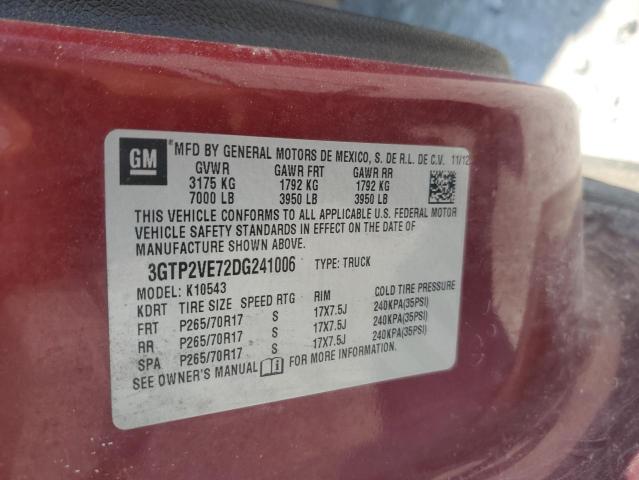 GM
®MFD BY GENERAL MOTORS DE MEXICO, S. DE R.L. DE C.V. 11/12
GVWR GAWR FRT GAWR RR
3175 KG 1792 KG 1792 KG
7000 LB 3950 LB 3950 LB
THIS VEHICLE CONFORMS TO ALL APPLICABLE U.S. FEDERAL MOTOR
VEHICLE SAFETY STANDARDS IN EFFECT ON THE DATE OF
MANUFACTURE SHOWN ABOVE.
3GTP2VE72DG241006 TYPE: TRUCK
MODEL: K10543
KDRT TIRE SIZE SPEED RTG RIM COLD TIRE PRESSURE
FRT P265/70R17 S 17X7.5J 240KPA(35PSI)
RR P265/70R17 S 17X7.5J 240KPA(35PSI)
SPA P265/70R17 S 17X7.5J 240KPA(35PSI)
SEE OWNER'S MANUAL FOR MORE INFORMATION.